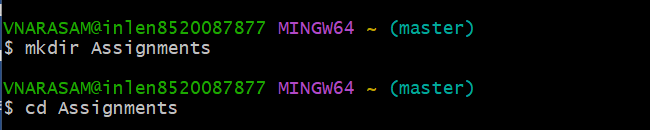 VNARASAM@inlen8520087877 MINGW64 ~ (master)
$ mkdir Assignments
VNARASAM@inlen8520087877 MINGW64 ~ (master)
$ cd Assignments